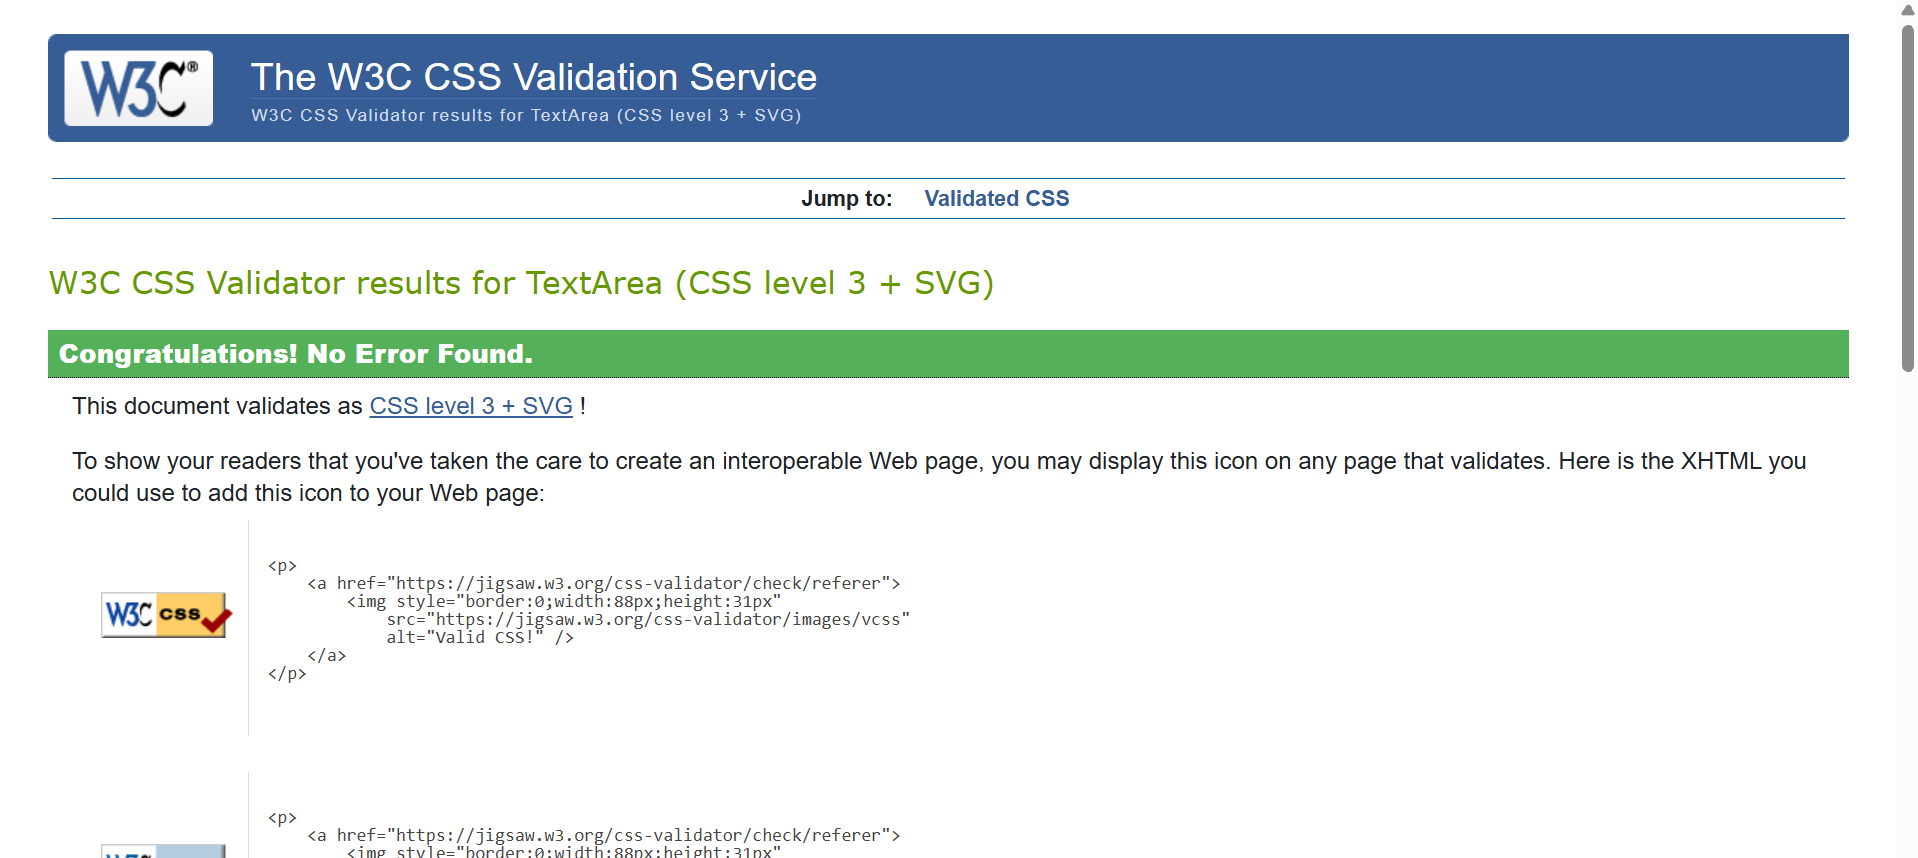 W3C®
The W3C CSS Validation Service
W3C CSS Validator results for TextArea (CSS level 3 + SVG)
Jump to: Validated CSS
W3C CSS Validator results for TextArea (CSS level 3 + SVG)
Congratulations! No Error Found.
This document validates as CSS level 3 + SVG !
To show your readers that you've taken the care to create an interoperable Web page, you may display this icon on any page that validates. Here is the XHTML you
could use to add this icon to your Web page:
W3C css
<p>
    <a href="https://jigsaw.w3.org/css-validator/check/referer">
        <img style="border:0;width:88px;height:31px"
            src="https://jigsaw.w3.org/css-validator/images/vcss"
            alt="Valid CSS!" />
    </a>
</p>
<p>
    <a href="https://jigsaw.w3.org/css-validator/check/referer">
        <img style="border:0;width:88px;height:31px"